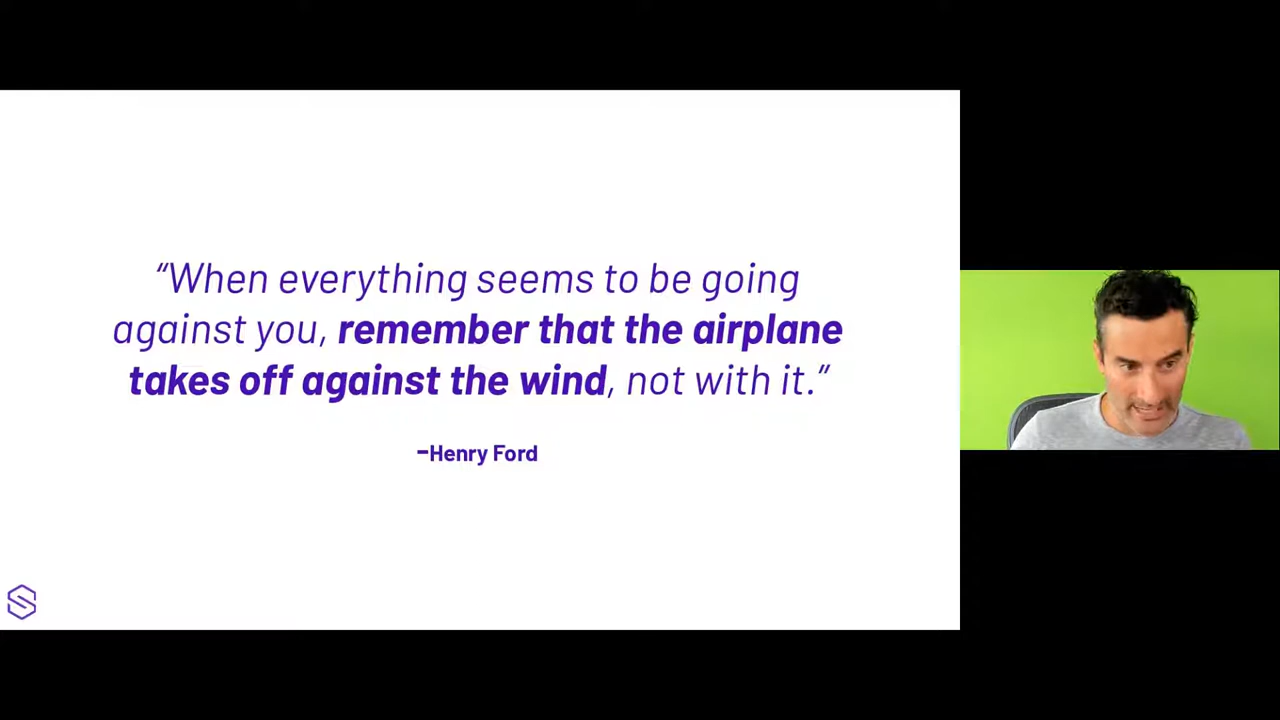 “When everything seems to be going
against you, remember that the airplane
takes off against the wind, not with it.”
–Henry Ford